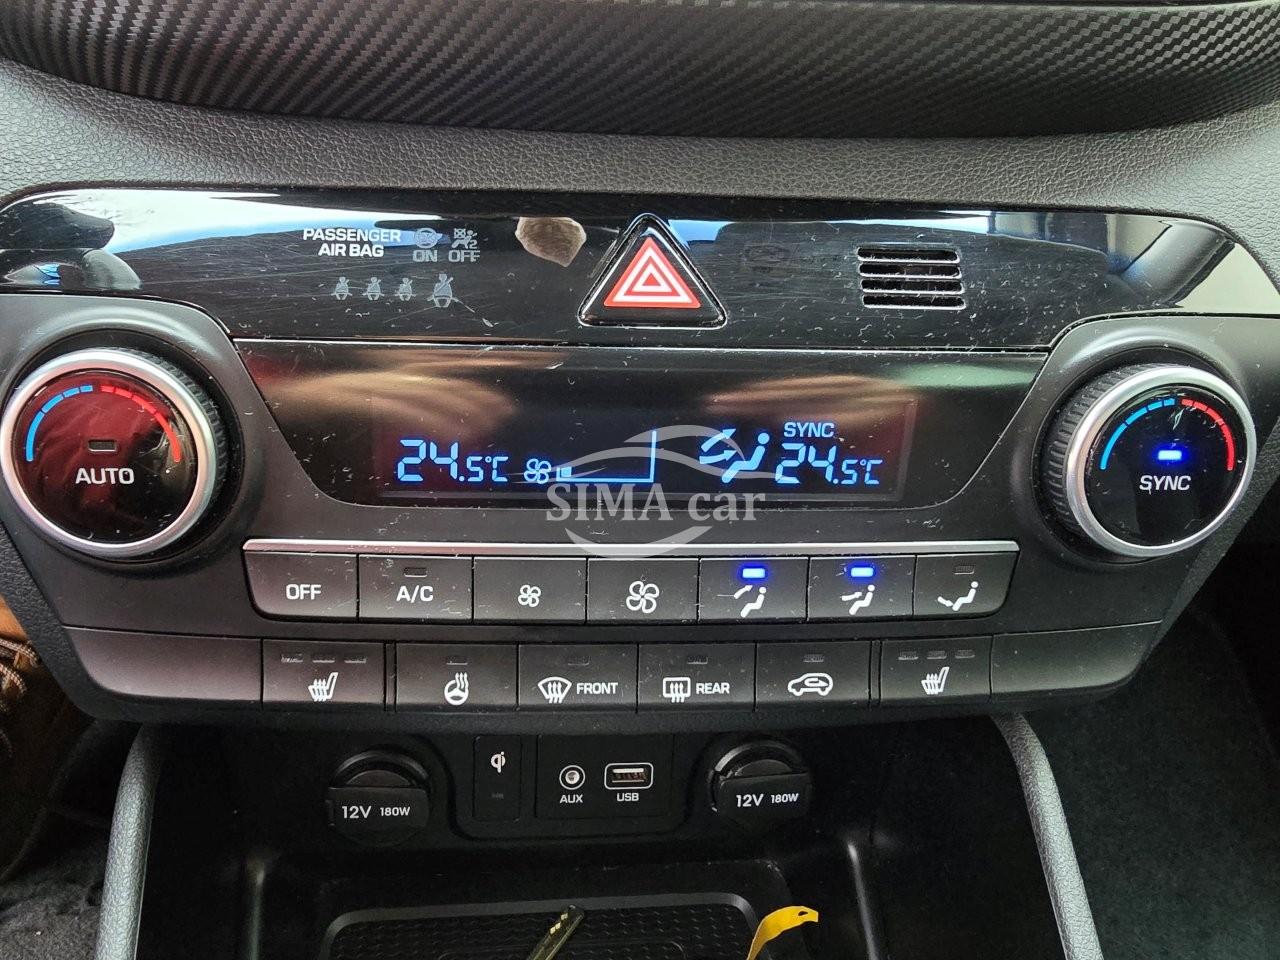 PASSENGER
AIR BAG
ON OFF
AUTO
24.5°C
SYNC
24.5°C
SYNC
SIMA car
OFF
A/C
FRONT
REAR
12V 180W
AUX
USB
12V 180W